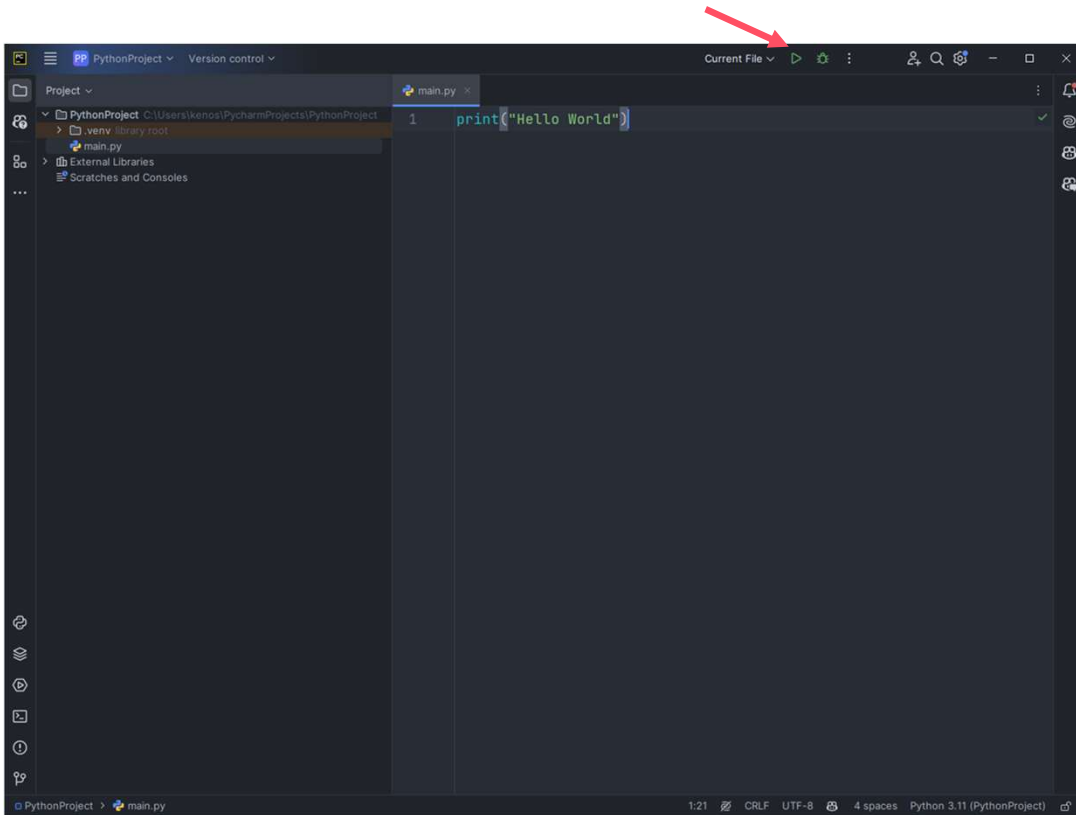 PC
PP PythonProject Version control Current File
Project
main.py
PythonProject C:\Users\kenos\PycharmProjects\PythonProject
.venv library root
main.py
External Libraries
Scratches and Consoles
1 print("Hello World")
PythonProject > main.py 1:21 CRLF UTF-8 4 spaces Python 3.11 (PythonProject)